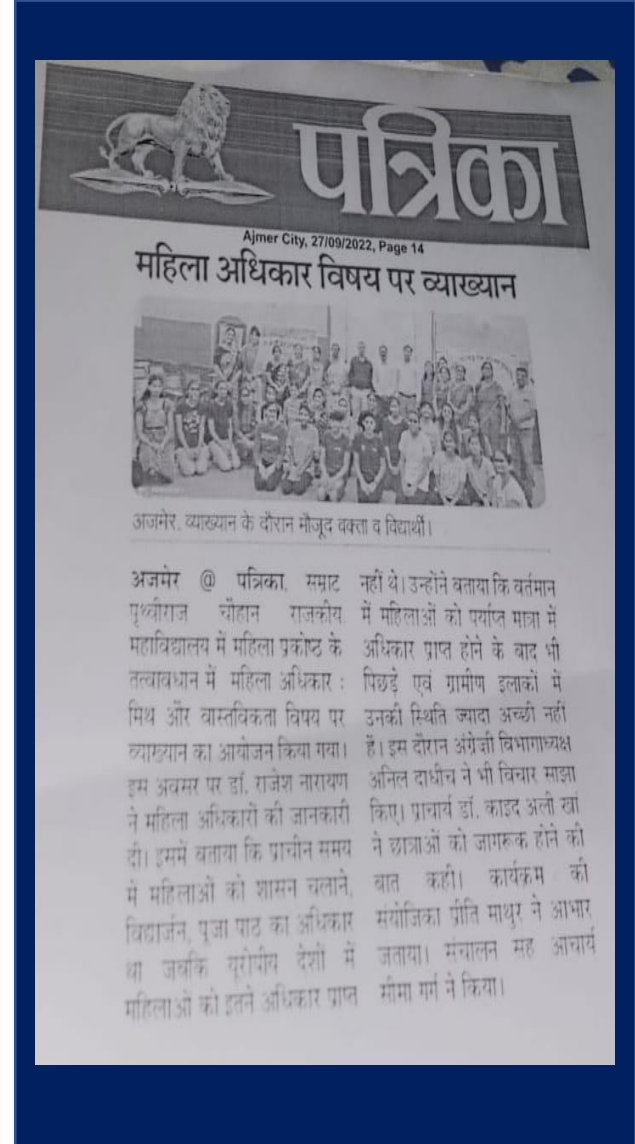 पत्रिका
Ajmer City, 27/09/2022, Page 14
महिला अधिकार विषय पर व्याख्यान
अजमेर. व्याख्यान के दौरान मौजूद वक्ता व विद्यार्थी।
अजमेर @ पत्रिका. सम्राट
पृथ्वीराज चौहान राजकीय
महाविद्यालय में महिला प्रकोष्ठ के
तत्वावधान में महिला अधिकार :
मिथ और वास्तविकता विषय पर
व्याख्यान का आयोजन किया गया।
इस अवसर पर डॉ. राजेश नारायण
ने महिला अधिकारों की जानकारी
दी। इसमें बताया कि प्राचीन समय
में महिलाओं को शासन चलाने,
विद्यार्जन, पूजा पाठ का अधिकार
था जबकि यूरोपीय देशों में
महिलाओं को इतने अधिकार प्राप्त
नहीं थे। उन्होंने बताया कि वर्तमान
में महिलाओं को पर्याप्त मात्रा में
अधिकार प्राप्त होने के बाद भी
पिछड़े एवं ग्रामीण इलाकों में
उनकी स्थिति ज्यादा अच्छी नहीं
है। इस दौरान अंग्रेजी विभागाध्यक्ष
अनिल दाधीच ने भी विचार साझा
किए। प्राचार्य डॉ. काइद अली खां
ने छात्राओं को जागरूक होने की
बात कही। कार्यक्रम की
संयोजिका प्रीति माथुर ने आभार
जताया। संचालन सह आचार्य
सीमा गर्ग ने किया।